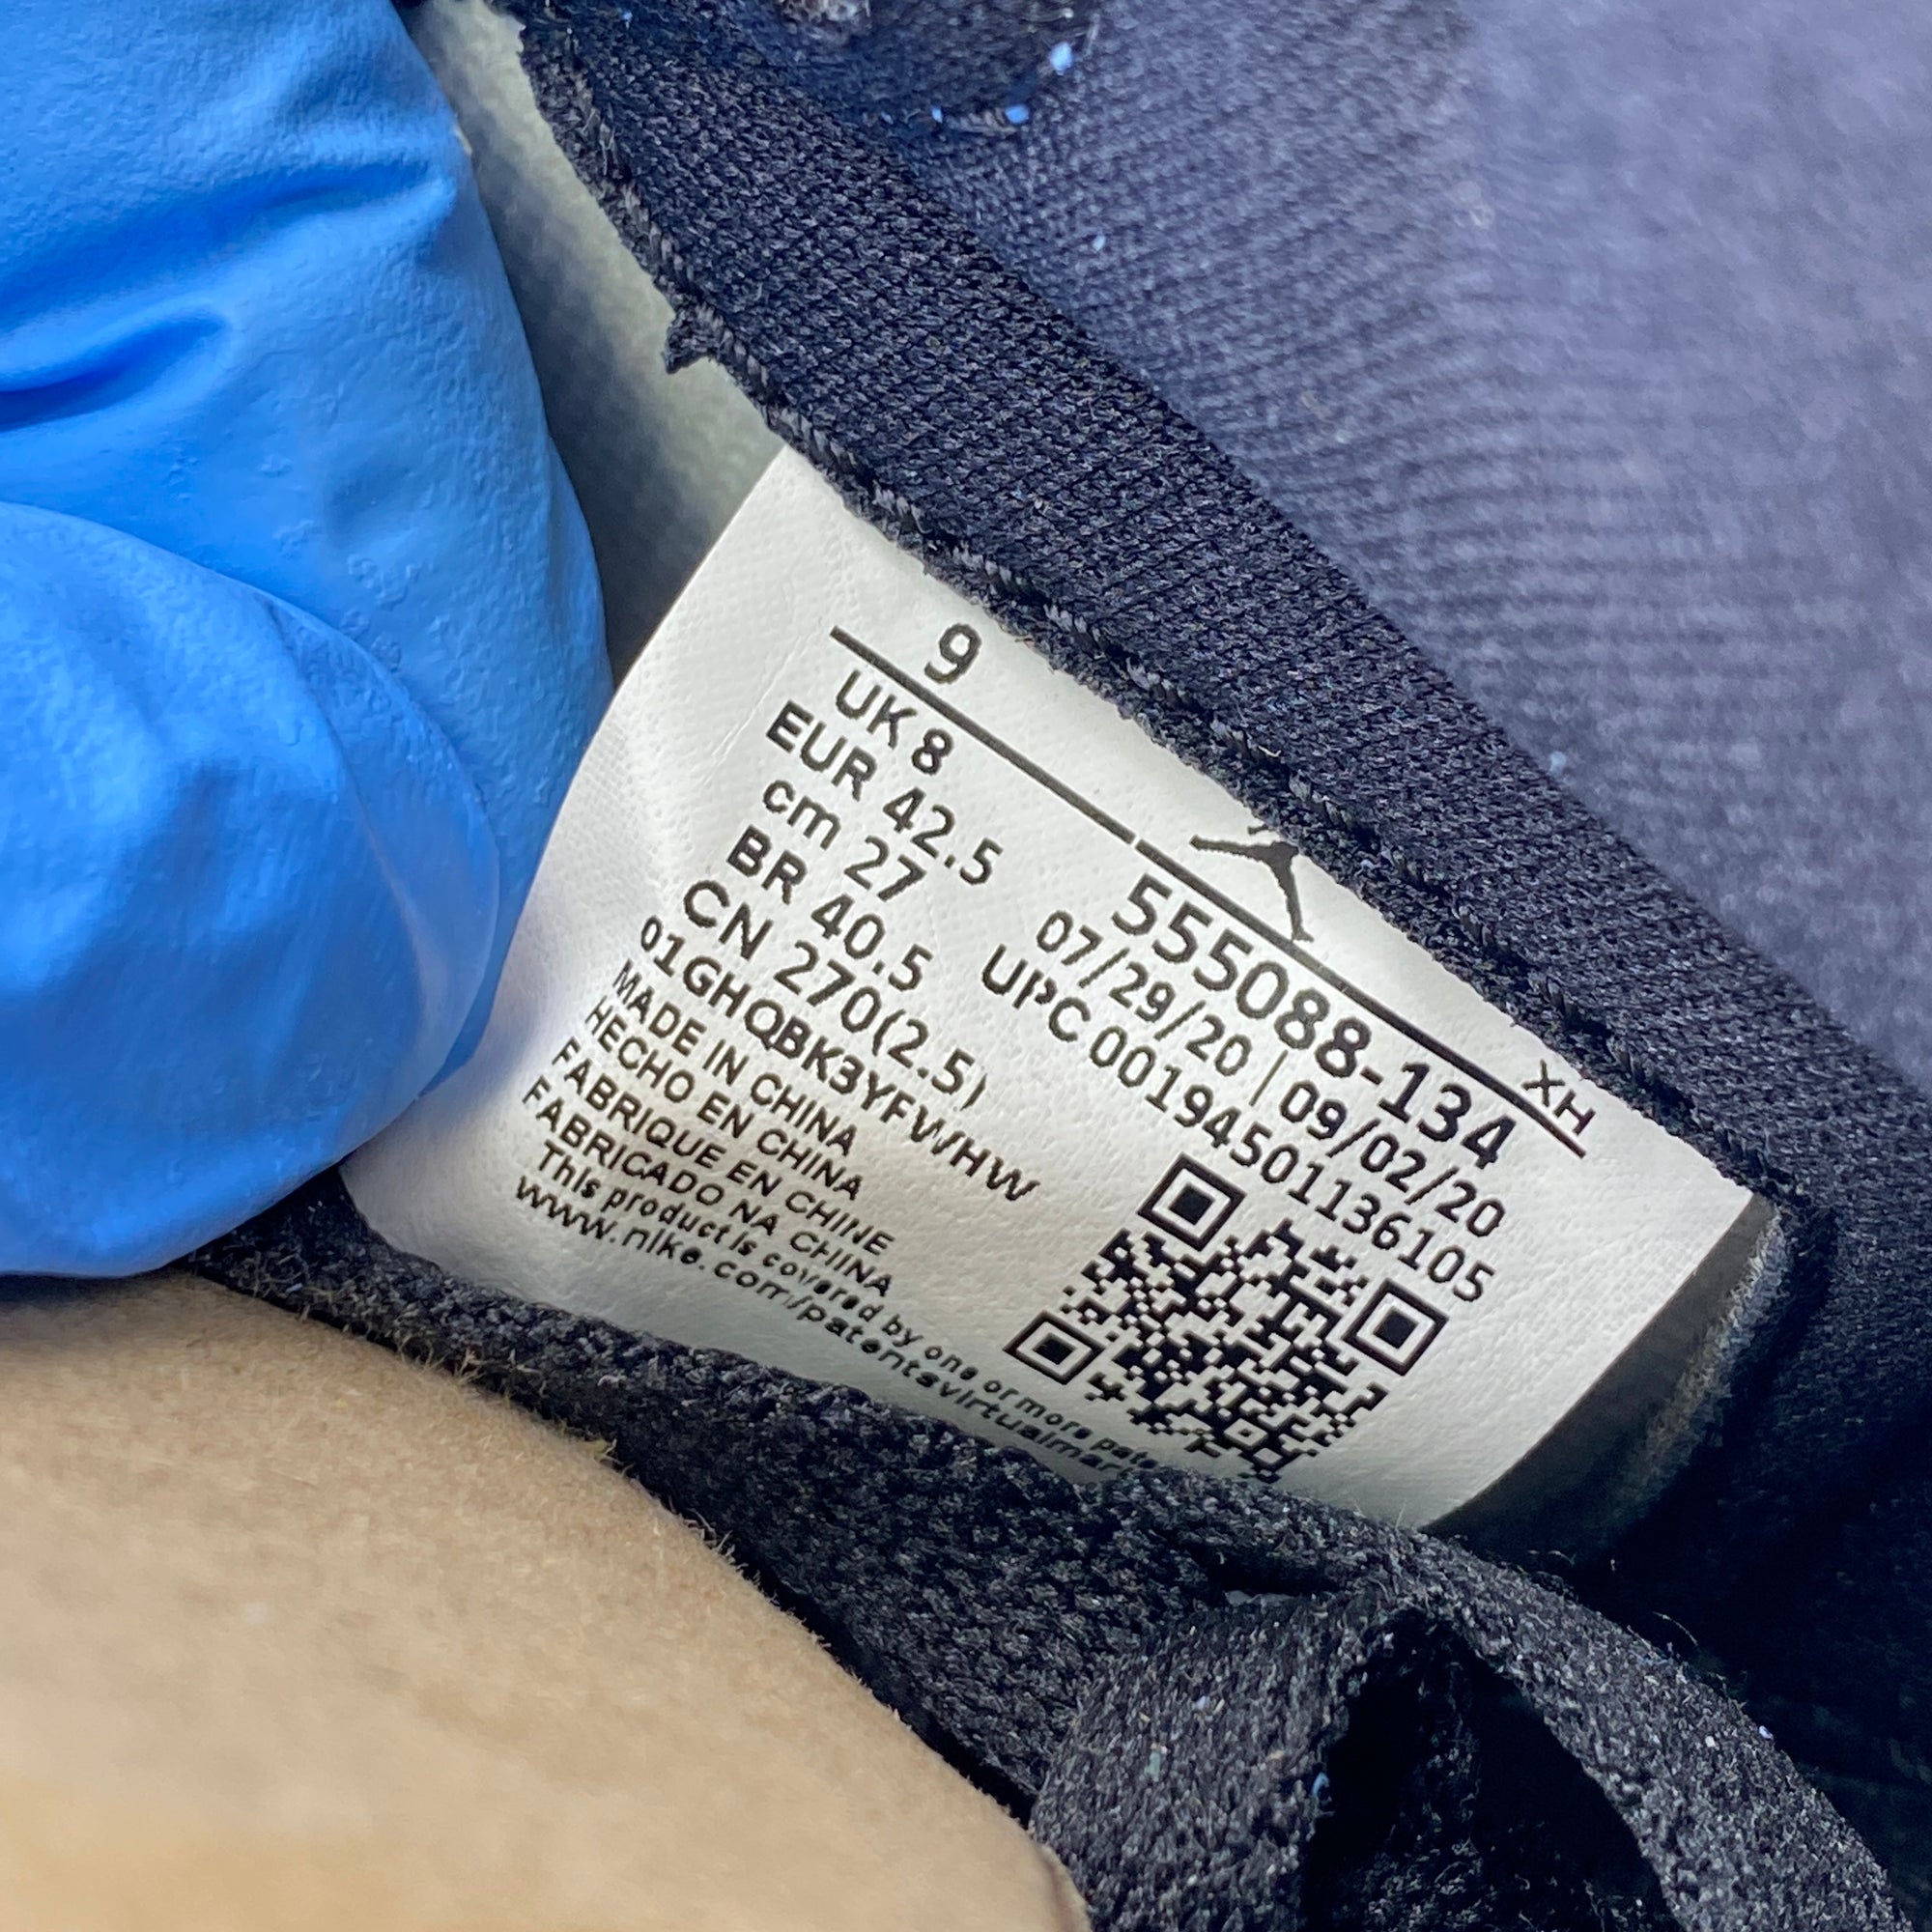 9
UK 8
EUR 42.5
cm 27
BR 40.5
CN 270(2.5)
01GHQBK3YFWHW
MADE IN CHINA
HECHO EN CHINA
FABRIQUE EN CHINE
FABRICADO NA CHINA
This product is covered by one or more
www.nike.com/patentsvirtualmar
XH
555088-134
07/29/20 | 09/02/20
UPC 00194501136105